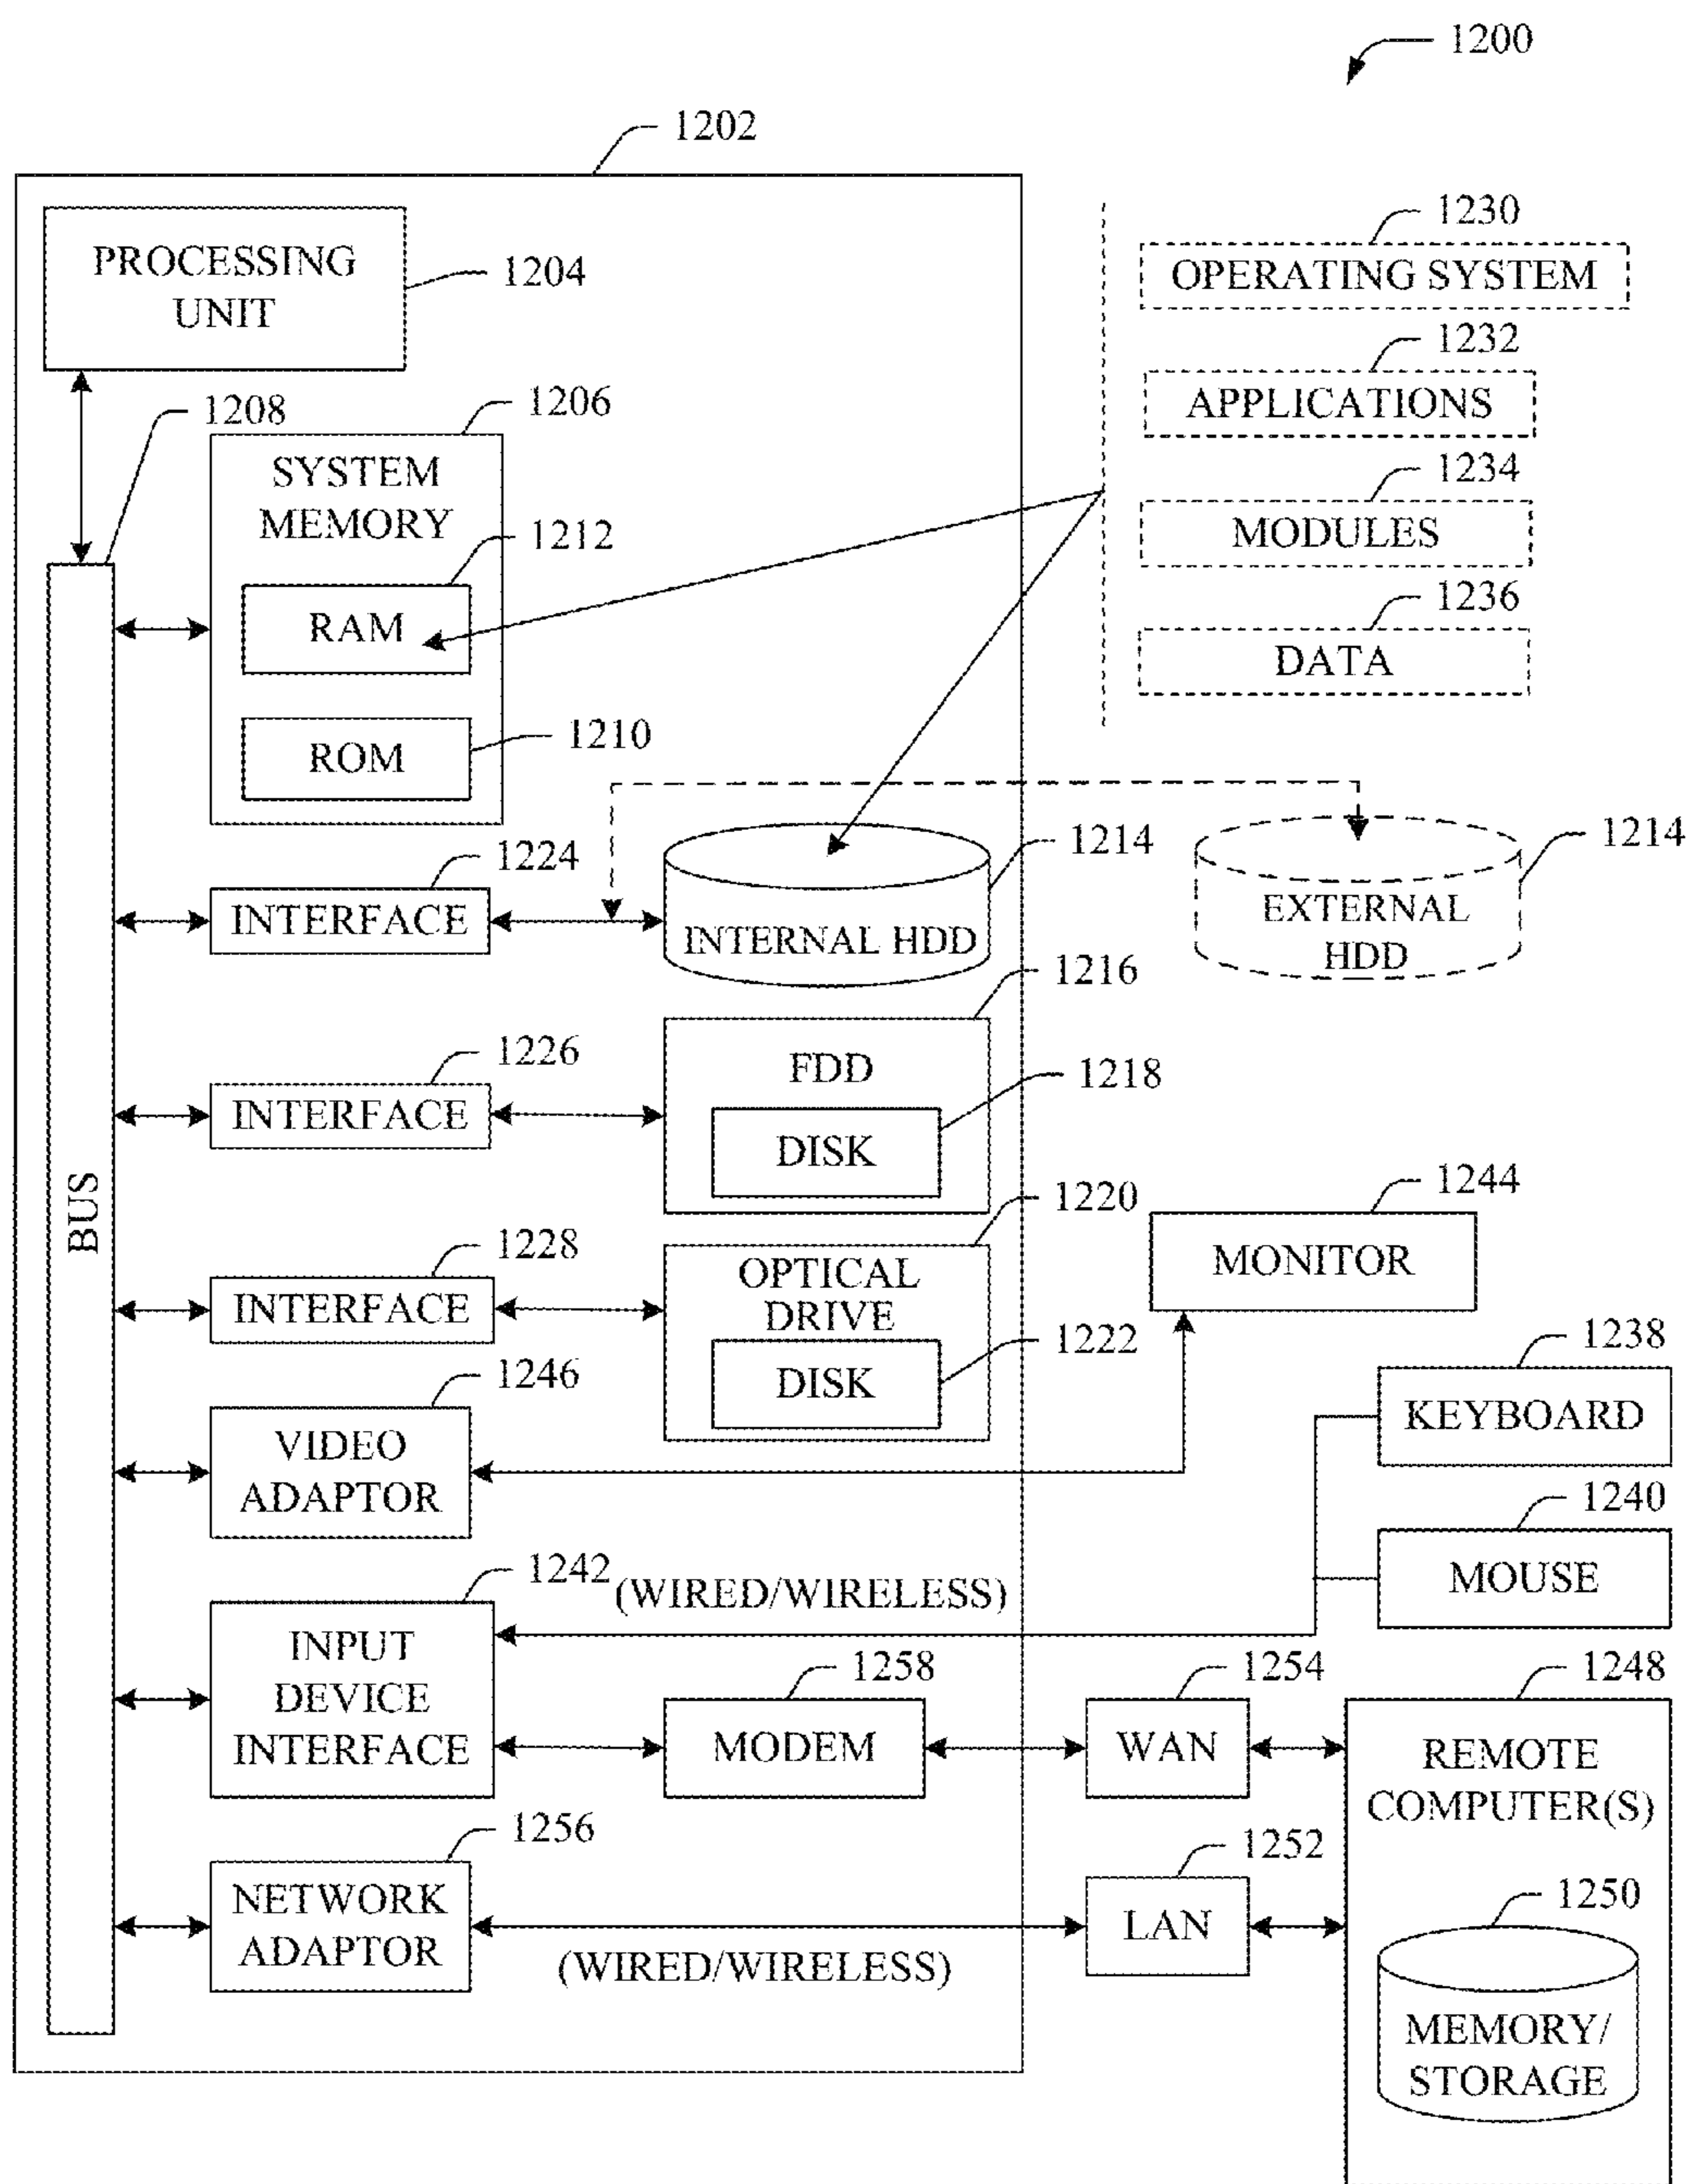 1200
1202
PROCESSING
UNIT
1204
1230
OPERATING SYSTEM
1232
APPLICATIONS
1234
MODULES
1236
DATA
1208
1206
SYSTEM
MEMORY
1212
RAM
1210
ROM
1224
INTERFACE
1214
INTERNAL HDD
1214
EXTERNAL
HDD
1226
INTERFACE
1216
FDD
1218
DISK
BUS
1228
INTERFACE
1220
OPTICAL
DRIVE
1222
DISK
1244
MONITOR
1246
VIDEO
ADAPTOR
1238
KEYBOARD
1240
MOUSE
1242
(WIRED/WIRELESS)
INPUT
DEVICE
INTERFACE
1258
MODEM
1254
WAN
1248
REMOTE
COMPUTER(S)
1256
NETWORK
ADAPTOR
(WIRED/WIRELESS)
1252
LAN
1250
MEMORY/
STORAGE